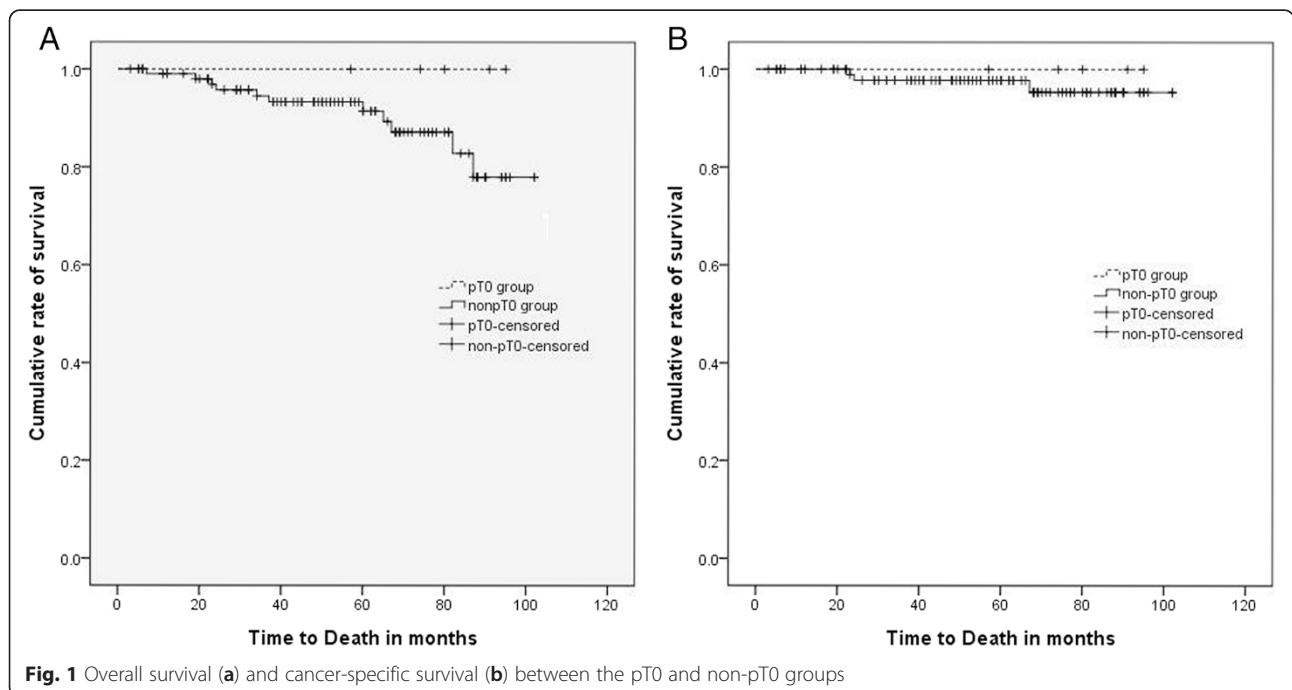 A
Cumulative rate of survival
1.0
0.8
0.6
0.4
0.2
0.0
pT0 group
nonpT0 group
pT0-censored
non-pT0-censored
0 20 40 60 80 100 120
Time to Death in months
B
Cumulative rate of survival
1.0
0.8
0.6
0.4
0.2
0.0
pT0 group
non-pT0 group
pT0-censored
non-pT0-censored
0 20 40 60 80 100 120
Time to Death in months
Fig. 1 Overall survival (a) and cancer-specific survival (b) between the pT0 and non-pT0 groups